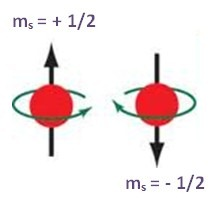 mₛ = + 1/2
mₛ = - 1/2